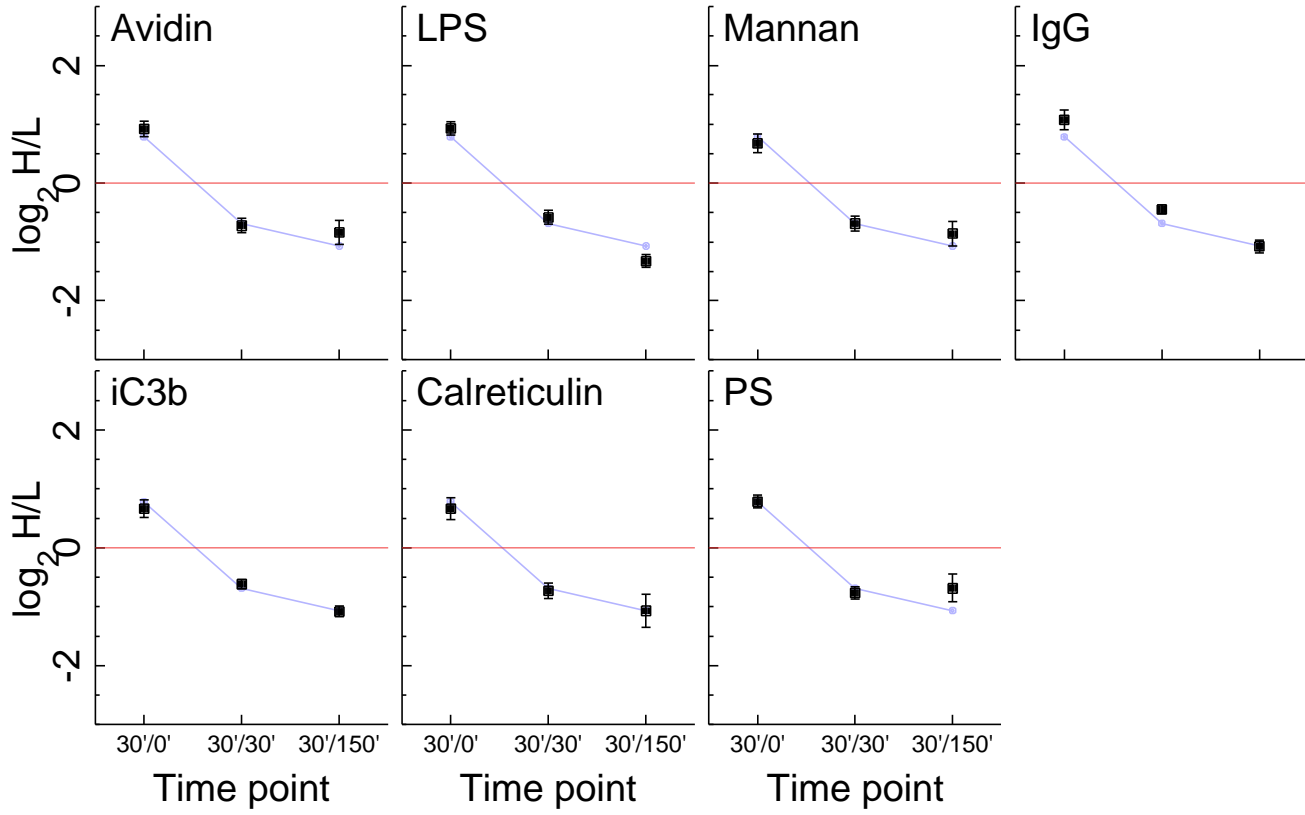 Avidin LPS Mannan IgG
2
0
-2
log2 H/L
iC3b Calreticulin PS
2
0
-2
log2 H/L
30'/0' 30'/30' 30'/150' 30'/0' 30'/30' 30'/150' 30'/0' 30'/30' 30'/150'
Time point Time point Time point